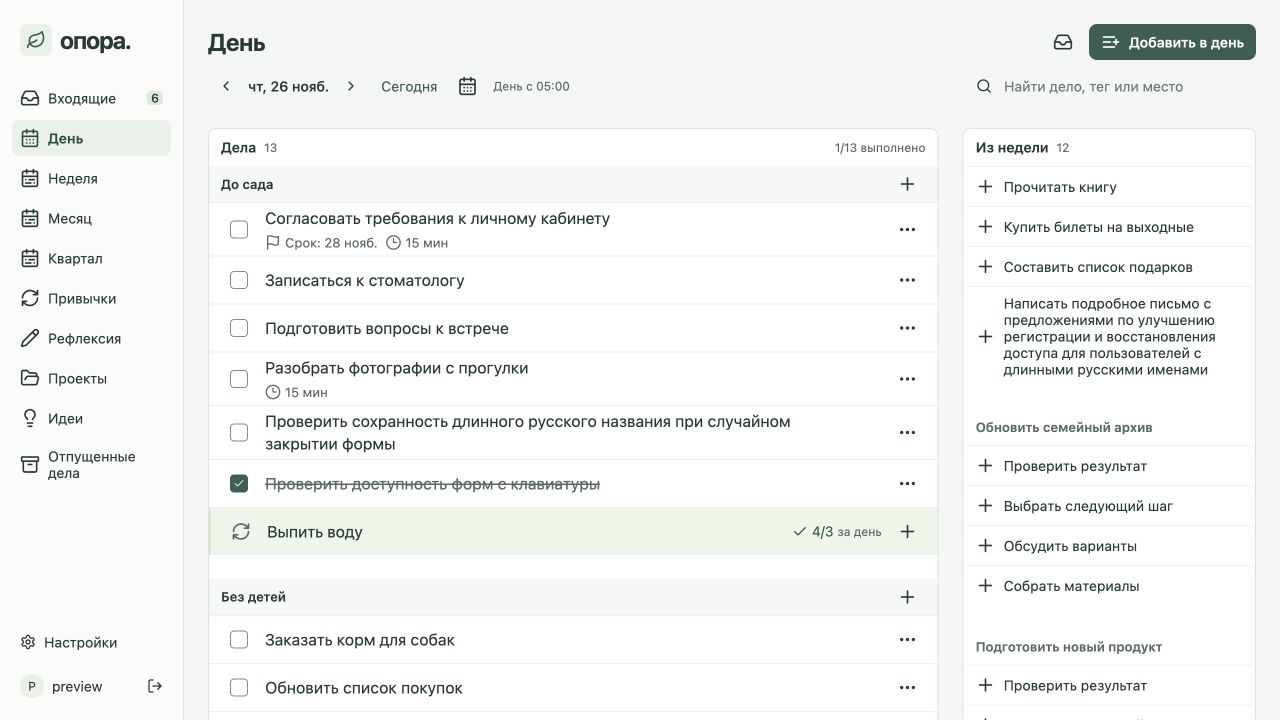 опора.
Входящие 6
День
Неделя
Месяц
Квартал
Привычки
Рефлексия
Проекты
Идеи
Отпущенные
дела
Настройки
P preview
День
Добавить в день
чт, 26 нояб.
Сегодня
День с 05:00
Найти дело, тег или место
Дела 13
1/13 выполнено
До сада
Согласовать требования к личному кабинету
Срок: 28 нояб. 15 мин
Записаться к стоматологу
Подготовить вопросы к встрече
Разобрать фотографии с прогулки
15 мин
Проверить сохранность длинного русского названия при случайном
закрытии формы
Проверить доступность форм с клавиатуры
Выпить воду
4/3 за день
Без детей
Заказать корм для собак
Обновить список покупок
Из недели 12
Прочитать книгу
Купить билеты на выходные
Составить список подарков
Написать подробное письмо с
предложениями по улучшению
регистрации и восстановления
доступа для пользователей с
длинными русскими именами
Обновить семейный архив
Проверить результат
Выбрать следующий шаг
Обсудить варианты
Собрать материалы
Подготовить новый продукт
Проверить результат